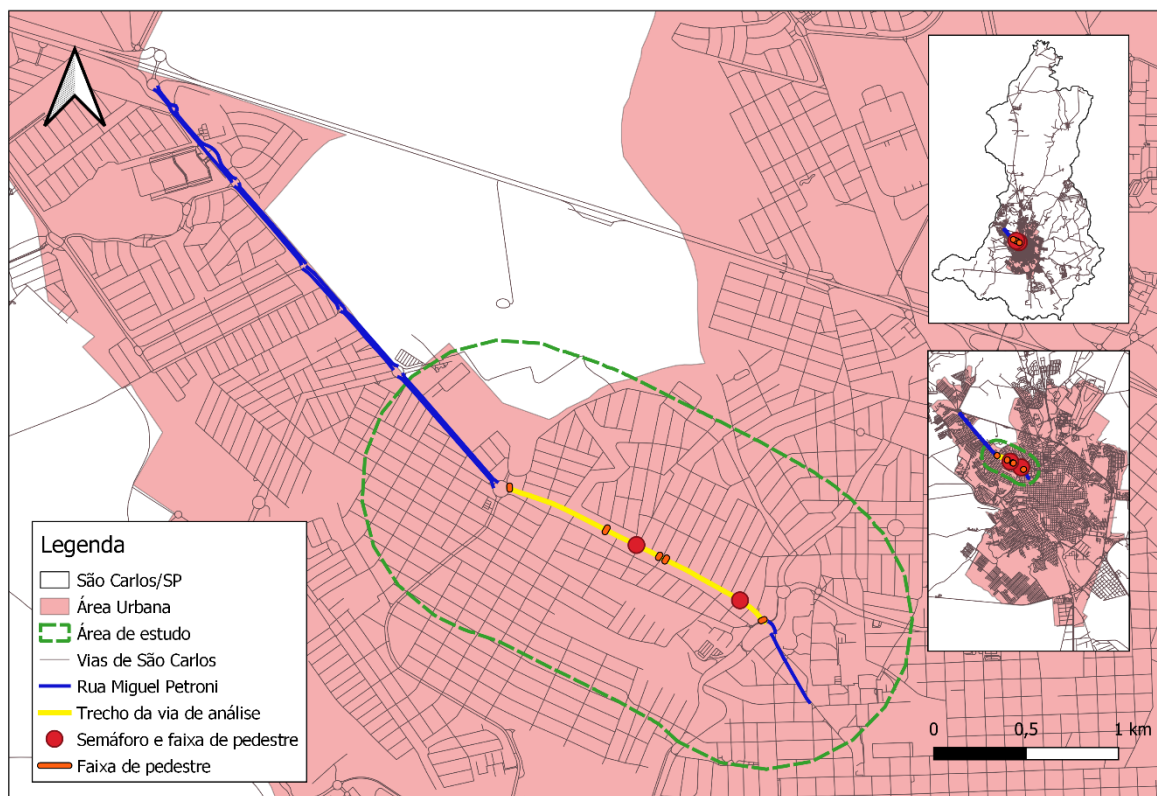 Legenda
São Carlos/SP
Área Urbana
Área de estudo
Vias de São Carlos
Rua Miguel Petroni
Trecho da via de análise
Semáforo e faixa de pedestre
Faixa de pedestre
0 0,5 1 km